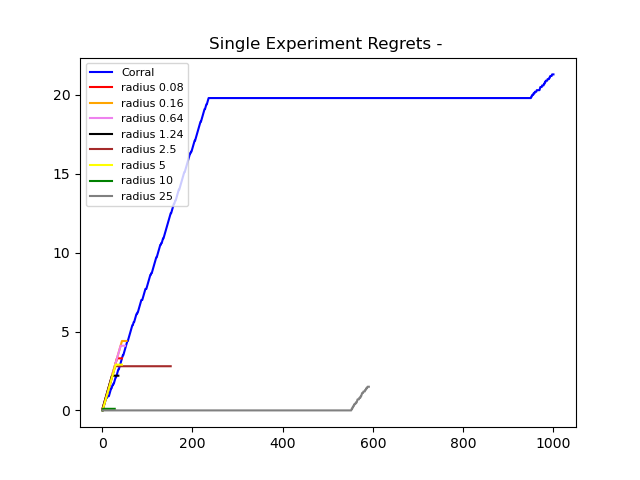 Single Experiment Regrets -
Corral
radius 0.08
radius 0.16
radius 0.64
radius 1.24
radius 2.5
radius 5
radius 10
radius 25
20
15
10
5
0
0 200 400 600 800 1000